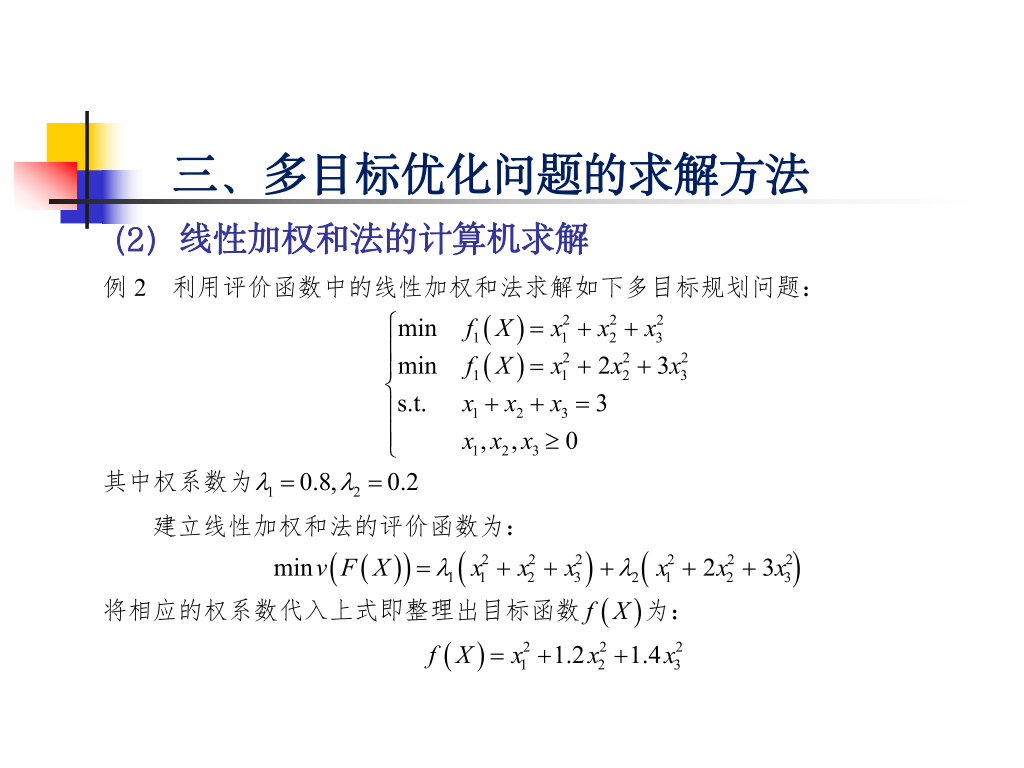 三、多目标优化问题的求解方法
(2) 线性加权和法的计算机求解
例 2 利用评价函数中的线性加权和法求解如下多目标规划问题：
min f₁(X) = x₁² + x₂² + x₃²
min f₁(X) = x₁² + 2x₂² + 3x₃²
s.t. x₁ + x₂ + x₃ = 3
x₁, x₂, x₃ ≥ 0
其中权系数为λ₁ = 0.8, λ₂ = 0.2
建立线性加权和法的评价函数为：
min v(F(X)) = λ₁(x₁² + x₂² + x₃²) + λ₂(x₁² + 2x₂² + 3x₃²)
将相应的权系数代入上式即整理出目标函数 f(X) 为：
f(X) = x₁² + 1.2x₂² + 1.4x₃²